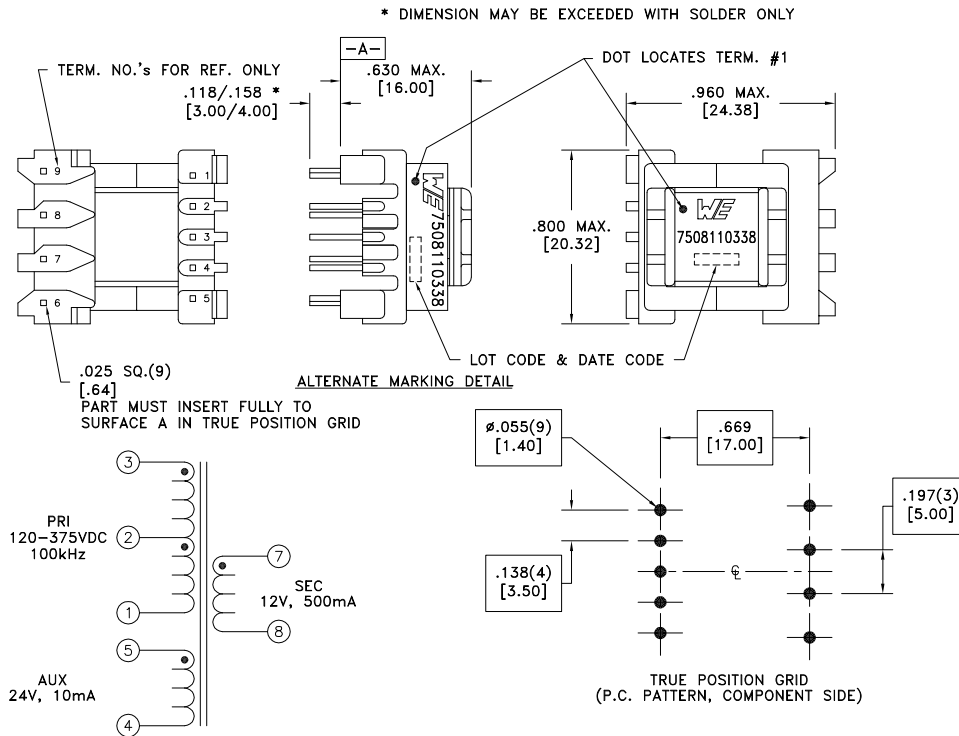 * DIMENSION MAY BE EXCEEDED WITH SOLDER ONLY
-A-
TERM. NO.'s FOR REF. ONLY
.630 MAX.
[16.00]
DOT LOCATES TERM. #1
.118/.158 *
[3.00/4.00]
.960 MAX.
[24.38]
9
8
7
6
1
2
3
4
5
WE 7508110338
.800 MAX.
[20.32]
WE
7508110338
LOT CODE & DATE CODE
.025 SQ.(9)
[.64]
ALTERNATE MARKING DETAIL
PART MUST INSERT FULLY TO
SURFACE A IN TRUE POSITION GRID
3
PRI
120-375VDC
100kHz
2
1
5
AUX
24V, 10mA
4
7
SEC
12V, 500mA
8
ø.055(9)
[1.40]
.669
[17.00]
.197(3)
[5.00]
.138(4)
[3.50]
℄
TRUE POSITION GRID
(P.C. PATTERN, COMPONENT SIDE)